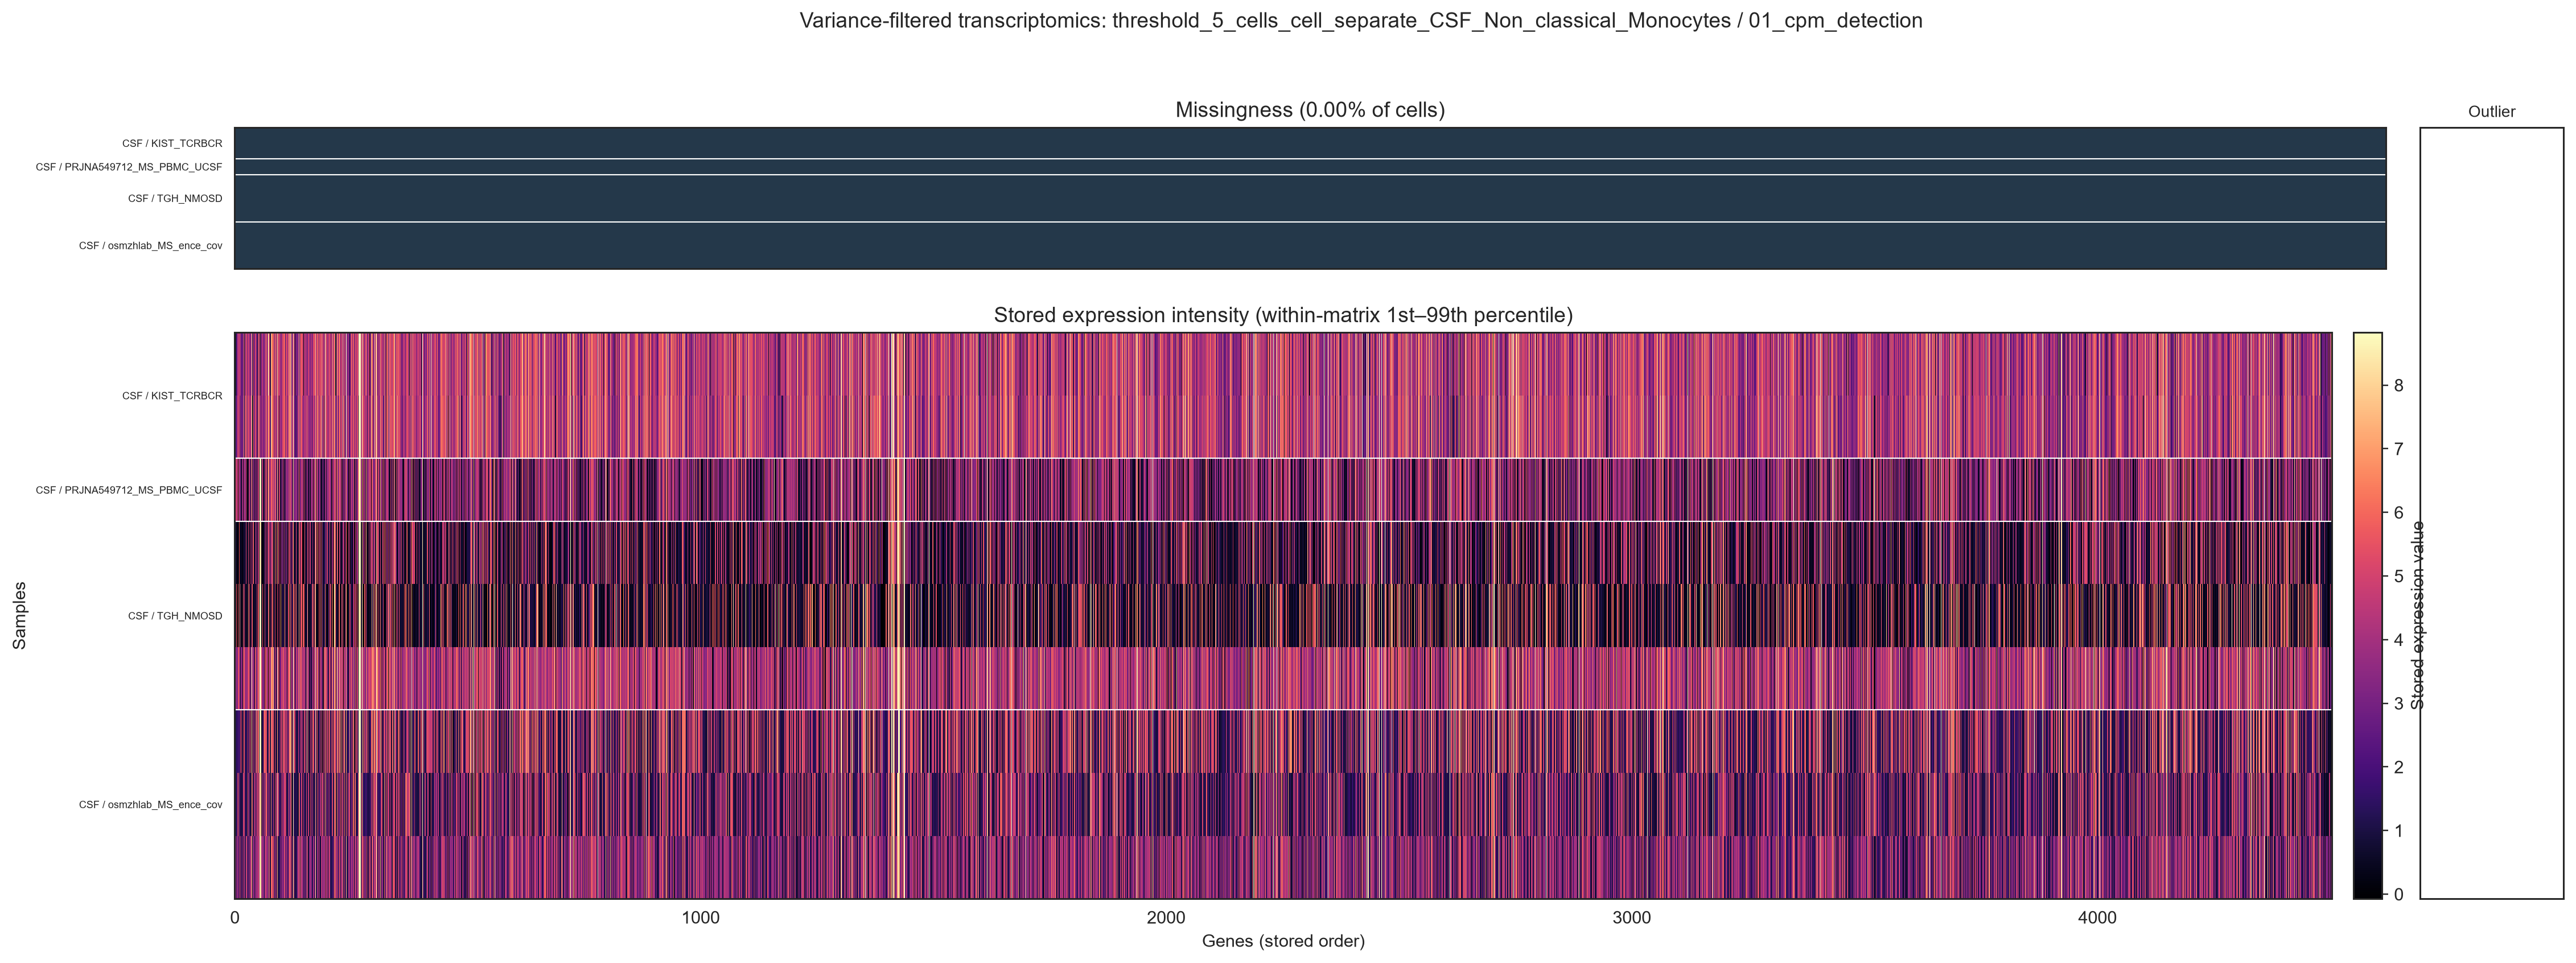 Variance-filtered transcriptomics: threshold_5_cells_cell_separate_CSF_Non_classical_Monocytes / 01_cpm_detection
Missingness (0.00% of cells)
Outlier
CSF / KIST_TCRBCR
CSF / PRJNA549712_MS_PBMC_UCSF
CSF / TGH_NMOSD
CSF / osmzhlab_MS_ence_cov
Stored expression intensity (within-matrix 1st–99th percentile)
Samples
CSF / KIST_TCRBCR
CSF / PRJNA549712_MS_PBMC_UCSF
CSF / TGH_NMOSD
CSF / osmzhlab_MS_ence_cov
8
7
6
5
4
3
2
1
0
Stored expression value
0 1000 2000 3000 4000
Genes (stored order)